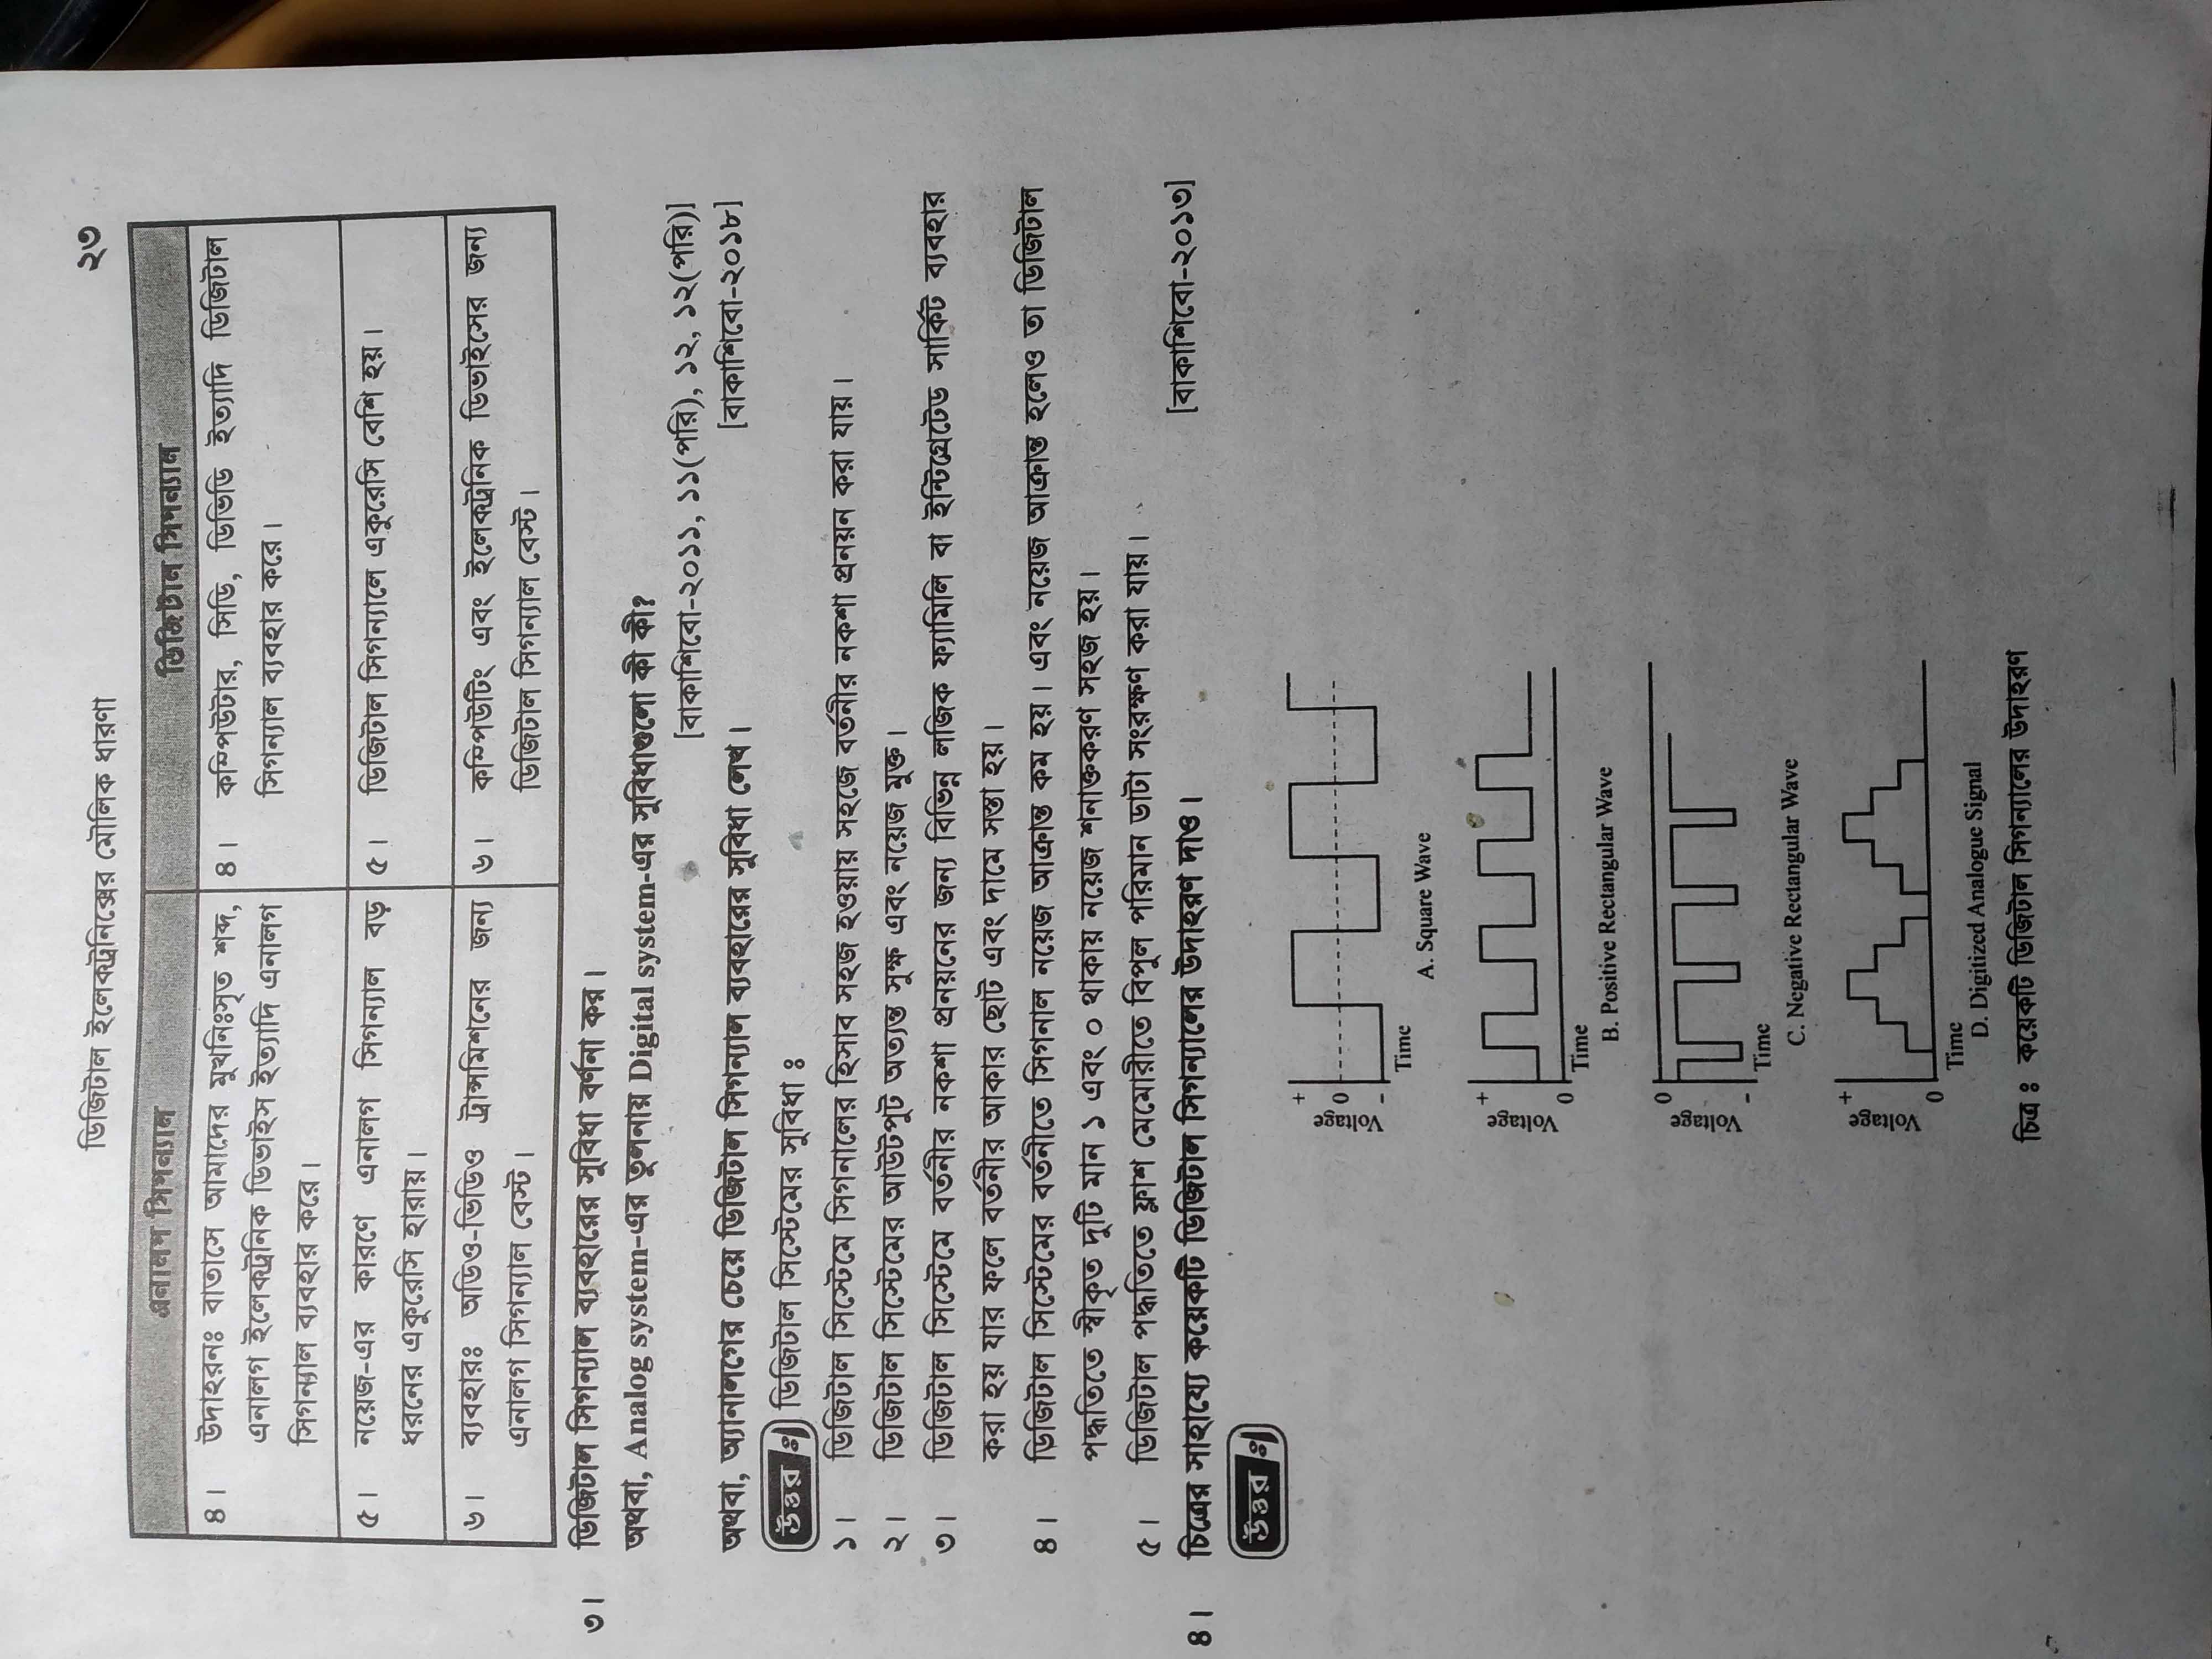 ডিজিটাল ইলেকট্রনিক্সের মৌলিক ধারণা
২৩
এনালগ সিগন্যাল
ডিজিটাল সিগন্যাল
৪। উদাহরনঃ বাতাসে আমাদের মুখনিঃসৃত শব্দ,
এনালগ ইলেকট্রনিক ডিভাইস ইত্যাদি এনালগ
সিগন্যাল ব্যবহার করে।
৪। কম্পিউটার, সিডি, ডিভিডি ইত্যাদি ডিজিটাল
সিগন্যাল ব্যবহার করে।
৫। নয়েজ-এর কারণে এনালগ সিগন্যাল বড়
ধরনের একুরেসি হারায়।
৫। ডিজিটাল সিগন্যালে একুরেসি বেশি হয়।
৬। ব্যবহারঃ অডিও-ভিডিও ট্রান্সমিশনের জন্য
এনালগ সিগন্যাল বেস্ট।
৬। কম্পিউটিং এবং ইলেকট্রনিক ডিভাইসের জন্য
ডিজিটাল সিগন্যাল বেস্ট।
৩। ডিজিটাল সিগন্যাল ব্যবহারের সুবিধা বর্ণনা কর।
অথবা, Analog system-এর তুলনায় Digital system-এর সুবিধাগুলো কী কী?
[বাকাশিবো-২০১১, ১১(পরি), ১২, ১২(পরি)]
অথবা, অ্যানালগের চেয়ে ডিজিটাল সিগন্যাল ব্যবহারের সুবিধা লেখ। [বাকাশিবো-২০১৮]
উত্তর ঃ ডিজিটাল সিস্টেমের সুবিধা ঃ
১। ডিজিটাল সিস্টেমে সিগনালের হিসাব সহজ হওয়ায় সহজে বর্তনীর নকশা প্রনয়ন করা যায়।
২। ডিজিটাল সিস্টেমের আউটপুট অত্যন্ত সুক্ষ এবং নয়েজ মুক্ত।
৩। ডিজিটাল সিস্টেমে বর্তনীর নকশা প্রনয়নের জন্য বিভিন্ন লজিক ফ্যামিলি বা ইন্টিগ্রেটেড সার্কিট ব্যবহার
করা হয় যার ফলে বর্তনীর আকার ছোট এবং দামে সস্তা হয়।
৪। ডিজিটাল সিস্টেমের বর্তনীতে সিগনাল নয়েজ আক্রান্ত কম হয়। এবং নয়েজ আক্রান্ত হলেও তা ডিজিটাল
পদ্ধতিতে স্বীকৃত দুটি মান ১ এবং ০ থাকায় নয়েজ শনাক্তকরণ সহজ হয়।
৫। ডিজিটাল পদ্ধতিতে ফ্লাশ মেমোরীতে বিপুল পরিমান ডাটা সংরক্ষণ করা যায়।
৪। চিত্রের সাহায্যে কয়েকটি ডিজিটাল সিগন্যালের উদাহরণ দাও। [বাকাশিবো-২০১৩]
উত্তর ঃ
+
0
-
Voltage
Time
A. Square Wave
+
0
Voltage
Time
B. Positive Rectangular Wave
0
-
Voltage
Time
C. Negative Rectangular Wave
+
0
Voltage
Time
D. Digitized Analogue Signal
চিত্র ঃ কয়েকটি ডিজিটাল সিগন্যালের উদাহরণ